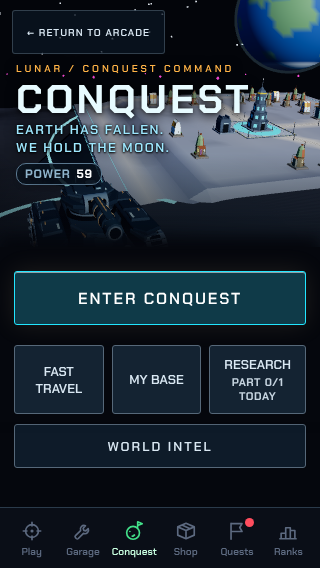 ← RETURN TO ARCADE
LUNAR / CONQUEST COMMAND
CONQUEST
EARTH HAS FALLEN.
WE HOLD THE MOON.
POWER 59
ENTER CONQUEST
FAST
TRAVEL
MY BASE
RESEARCH
PART 0/1
TODAY
WORLD INTEL
Play
Garage
Conquest
Shop
Quests
Ranks